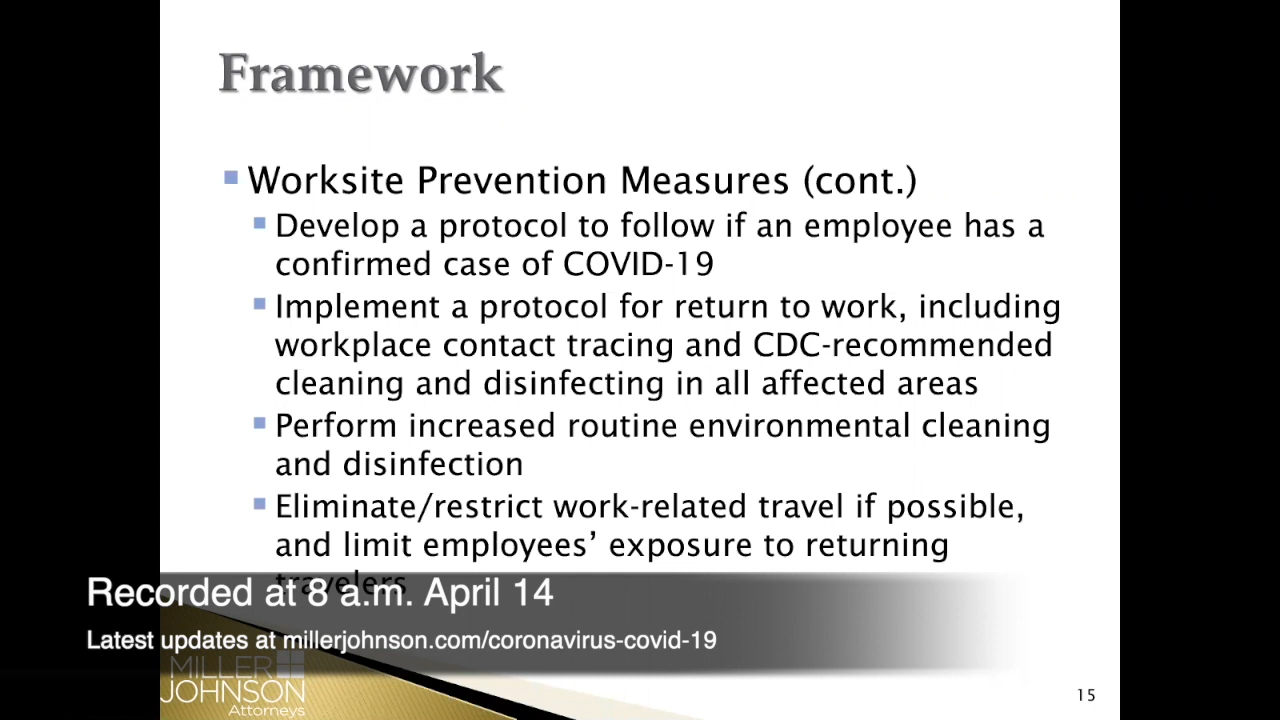 Framework
Worksite Prevention Measures (cont.)
Develop a protocol to follow if an employee has a
confirmed case of COVID-19
Implement a protocol for return to work, including
workplace contact tracing and CDC-recommended
cleaning and disinfecting in all affected areas
Perform increased routine environmental cleaning
and disinfection
Eliminate/restrict work-related travel if possible,
and limit employees’ exposure to returning
travelers
Recorded at 8 a.m. April 14
Latest updates at millerjohnson.com/coronavirus-covid-19
MILLER
JOHNSON
Attorneys
15